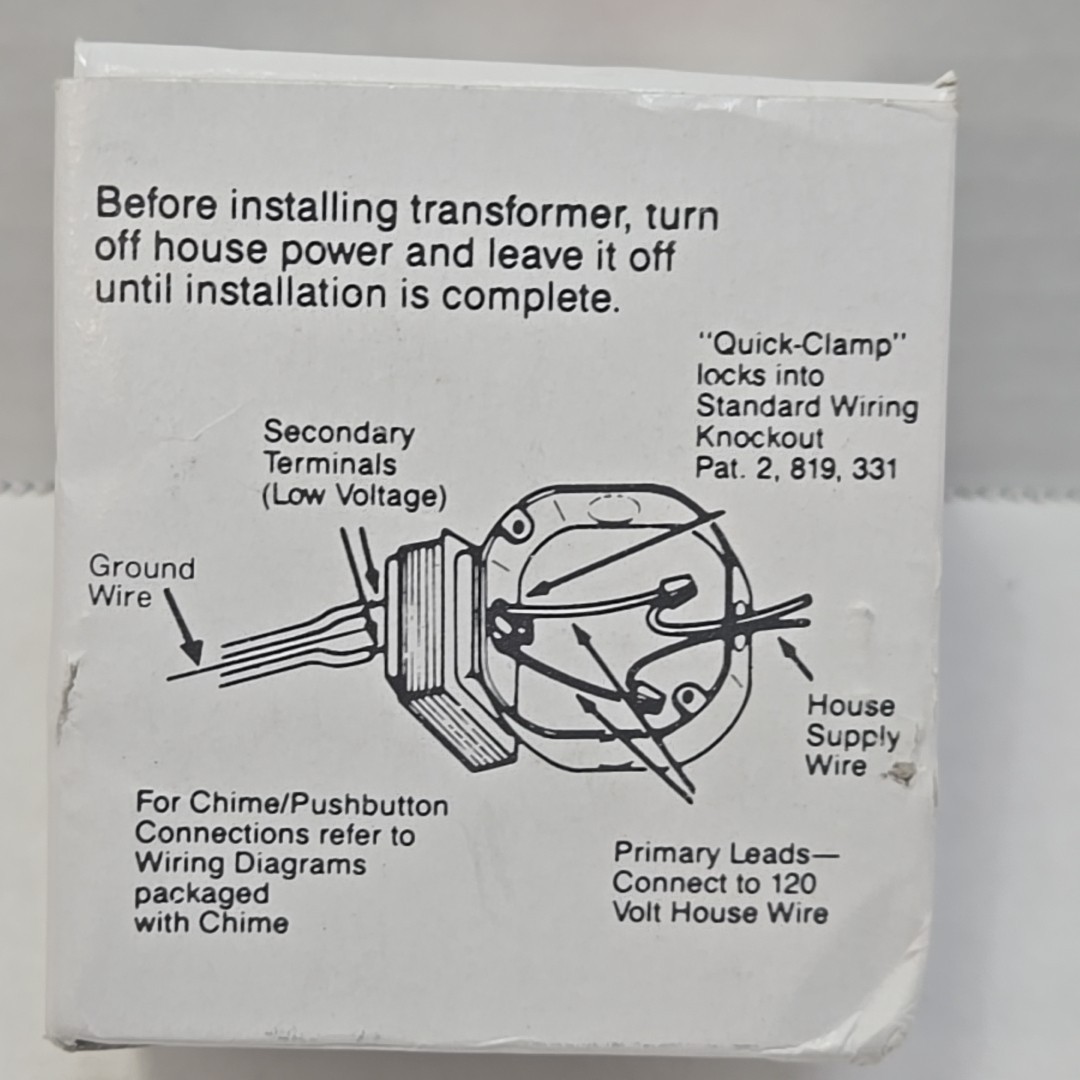 Before installing transformer, turn
off house power and leave it off
until installation is complete.
"Quick-Clamp"
locks into
Standard Wiring
Knockout
Pat. 2, 819, 331
Secondary
Terminals
(Low Voltage)
Ground
Wire
House
Supply
Wire
For Chime/Pushbutton
Connections refer to
Wiring Diagrams
packaged
with Chime
Primary Leads—
Connect to 120
Volt House Wire